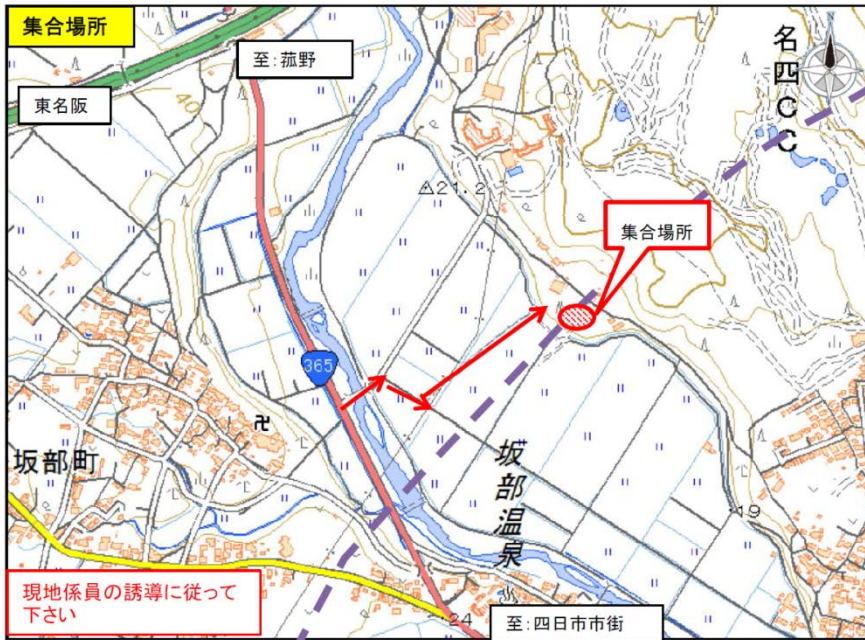 集合場所
至：菰野
東名阪
名四CC
40
21.2
集合場所
365
卍
坂部町
坂部温泉
19
現地係員の誘導に従って
下さい
24
至：四日市市街